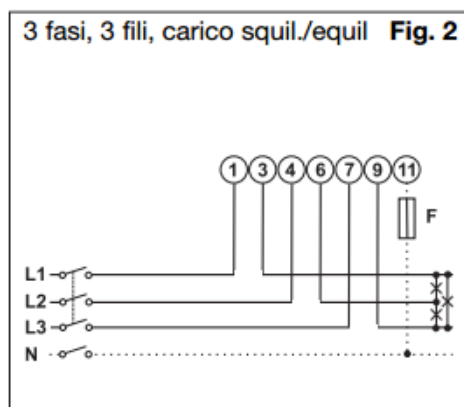 3 fasi, 3 fili, carico squil./equil Fig. 2
1 3 4 6 7 9 11
F
L1
L2
L3
N